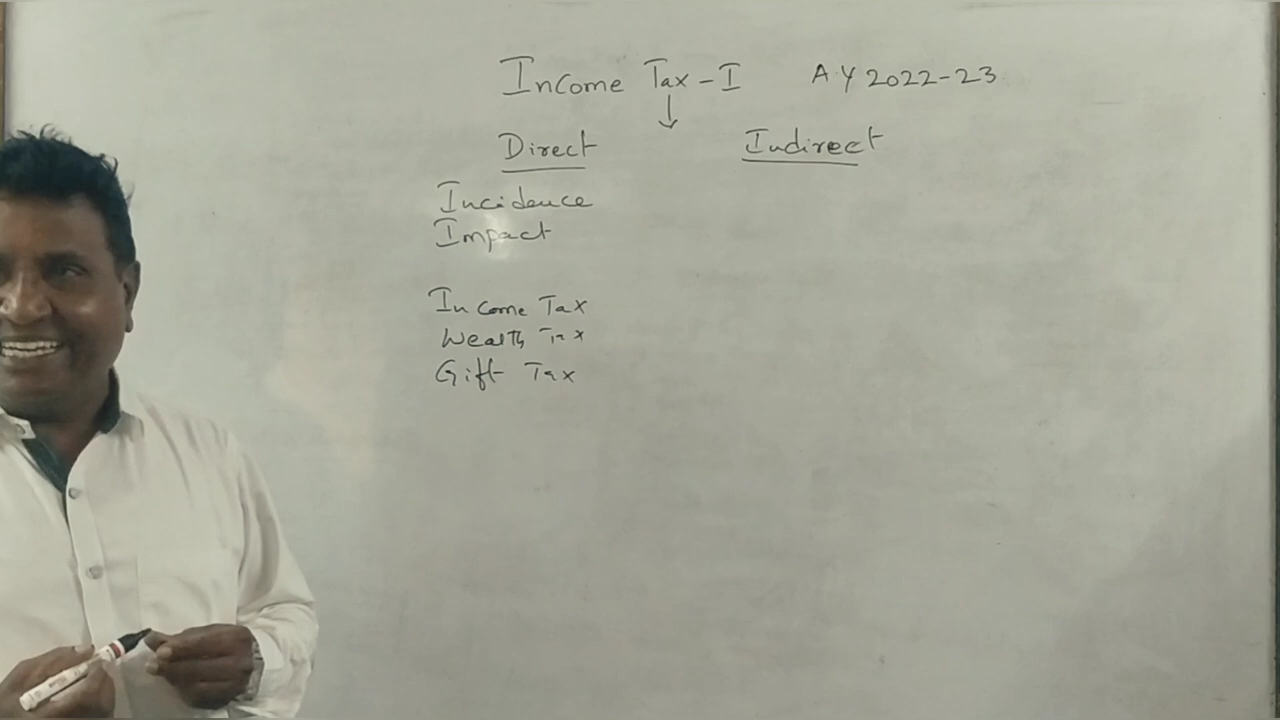 Income Tax - I A.Y 2022-23
Direct Indirect
Incidence
Impact
Income Tax
Wealth Tax
Gift Tax